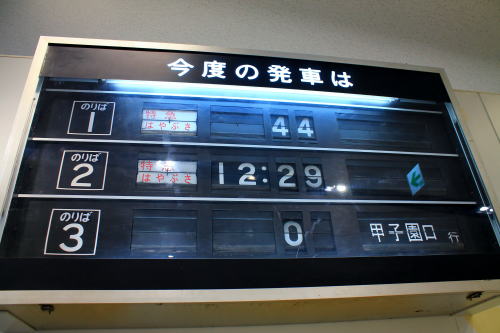 今度の発車は
のりば 1 特急 はやぶさ 44
のりば 2 特急 はやぶさ 12:29
のりば 3 0 甲子園口 行